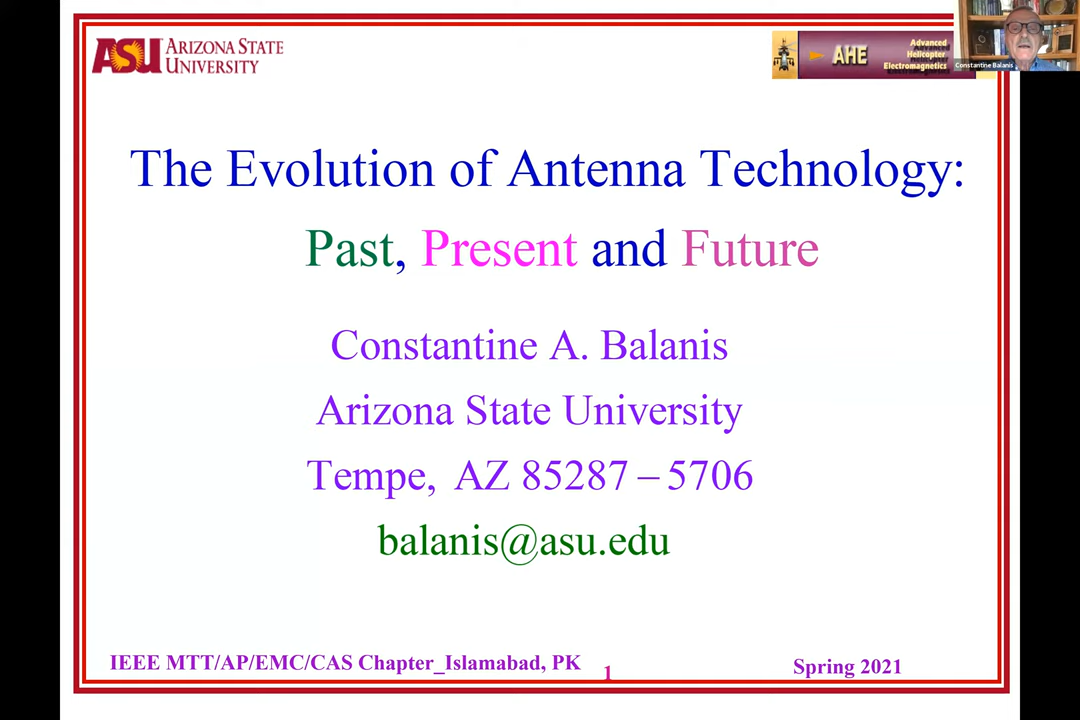 ASU ARIZONA STATE
UNIVERSITY
AHE
Advanced
Helicopter
Electromagnetics
Constantine Balanis
The Evolution of Antenna Technology:
Past, Present and Future
Constantine A. Balanis
Arizona State University
Tempe, AZ 85287 – 5706
balanis@asu.edu
IEEE MTT/AP/EMC/CAS Chapter_Islamabad, PK
1
Spring 2021